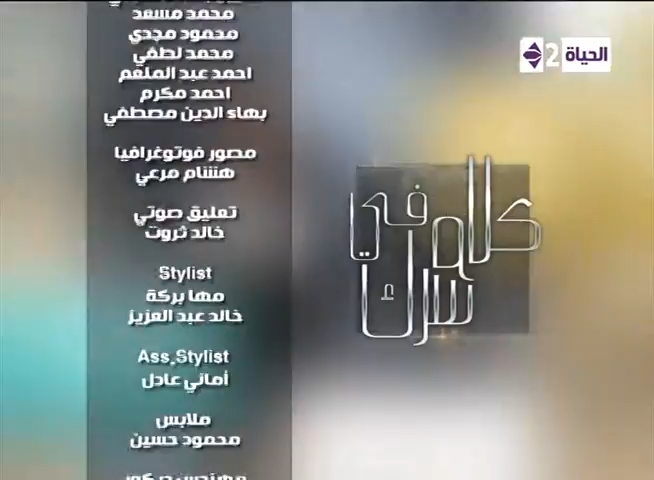 محمد مسعد
محمود مجدي
محمد لطفي
احمد عبد المنعم
احمد مكرم
بهاء الدين مصطفي
مصور فوتوغرافيا
هشام مرعي
تعليق صوتي
خالد ثروت
Stylist
مها بركة
خالد عبد العزيز
Ass.Stylist
أماني عادل
ملابس
محمود حسين
مهندس ديكور
الحياة 2
كلام في سرك